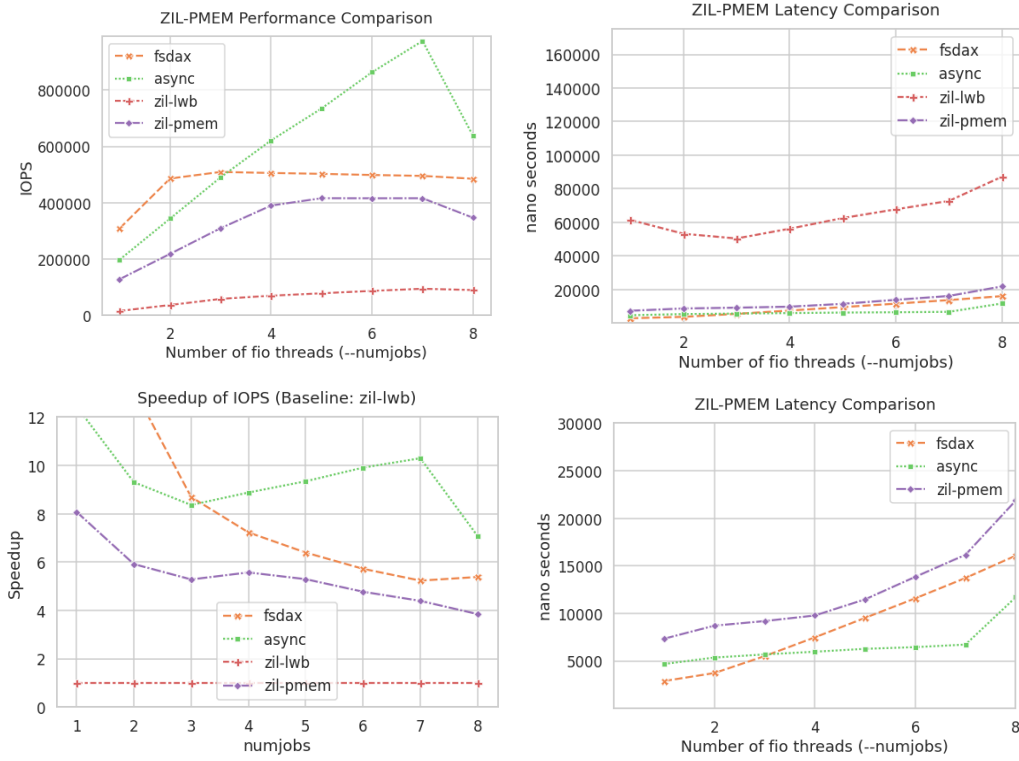 ZIL-PMEM Performance Comparison
IOPS
800000
600000
400000
200000
0
fsdax
async
zil-lwb
zil-pmem
2 4 6 8
Number of fio threads (--numjobs)
ZIL-PMEM Latency Comparison
nano seconds
160000
140000
120000
100000
80000
60000
40000
20000
fsdax
async
zil-lwb
zil-pmem
2 4 6 8
Number of fio threads (--numjobs)
Speedup of IOPS (Baseline: zil-lwb)
Speedup
12
10
8
6
4
2
0
fsdax
async
zil-lwb
zil-pmem
1 2 3 4 5 6 7 8
numjobs
ZIL-PMEM Latency Comparison
nano seconds
30000
25000
20000
15000
10000
5000
fsdax
async
zil-pmem
2 4 6 8
Number of fio threads (--numjobs)